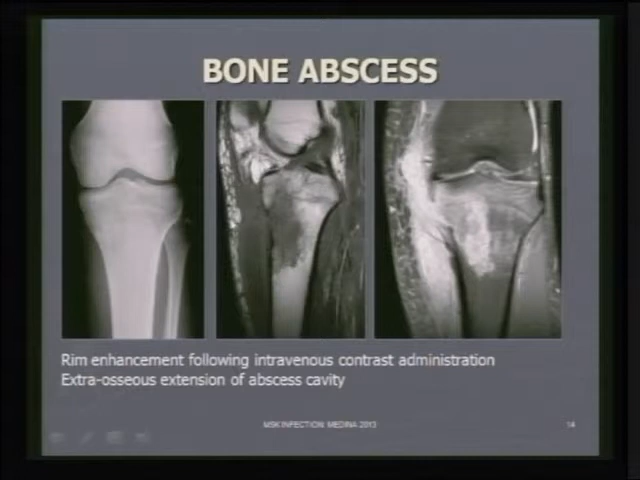 BONE ABSCESS
Rim enhancement following intravenous contrast administration
Extra-osseous extension of abscess cavity
MSK INFECTION MEDINA 2013
14